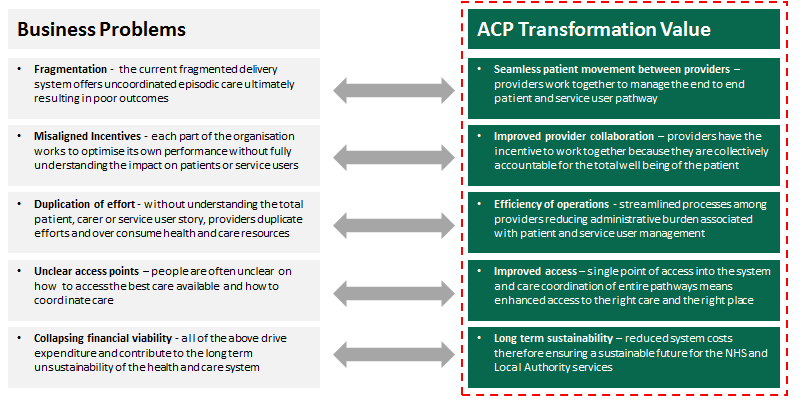 Business Problems
ACP Transformation Value
• Fragmentation - the current fragmented delivery
system offers uncoordinated episodic care ultimately
resulting in poor outcomes
• Seamless patient movement between providers –
providers work together to manage the end to end
patient and service user pathway
• Misaligned Incentives - each part of the organisation
works to optimise its own performance without fully
understanding the impact on patients or service users
• Improved provider collaboration – providers have the
incentive to work together because they are collectively
accountable for the total well being of the patient
• Duplication of effort - without understanding the total
patient, carer or service user story, providers duplicate
efforts and over consume health and care resources
• Efficiency of operations - streamlined processes among
providers reducing administrative burden associated
with patient and service user management
• Unclear access points – people are often unclear on
how to access the best care available and how to
coordinate care
• Improved access – single point of access into the system
and care coordination of entire pathways means
enhanced access to the right care and the right place
• Collapsing financial viability - all of the above drive
expenditure and contribute to the long term
unsustainability of the health and care system
• Long term sustainability – reduced system costs
therefore ensuring a sustainable future for the NHS and
Local Authority services